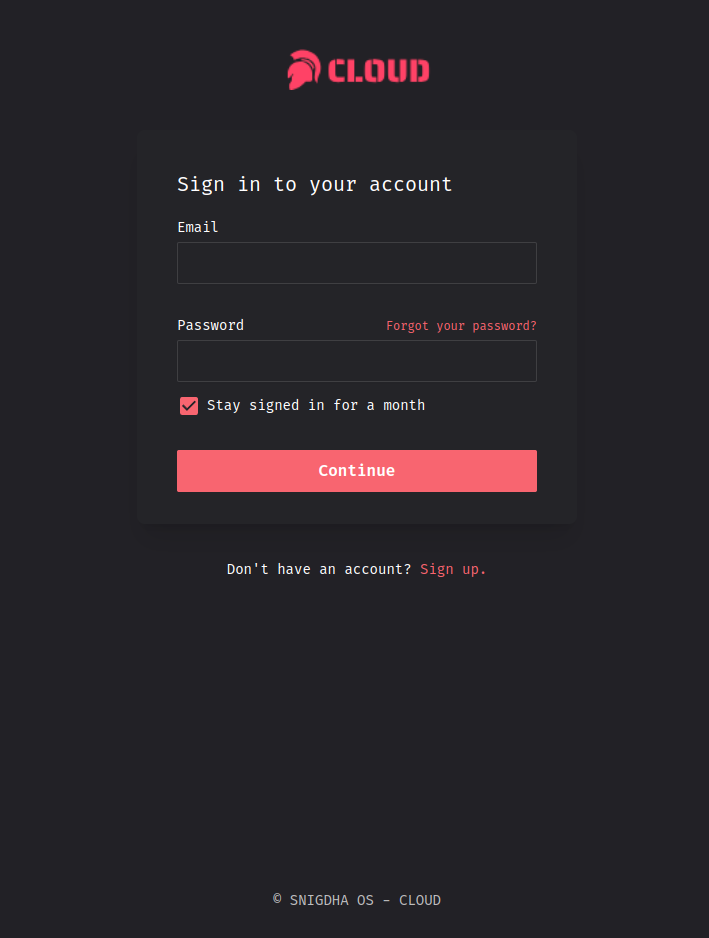 CLOUD
Sign in to your account
Email
Password Forgot your password?
Stay signed in for a month
Continue
Don't have an account? Sign up.
© SNIGDHA OS - CLOUD